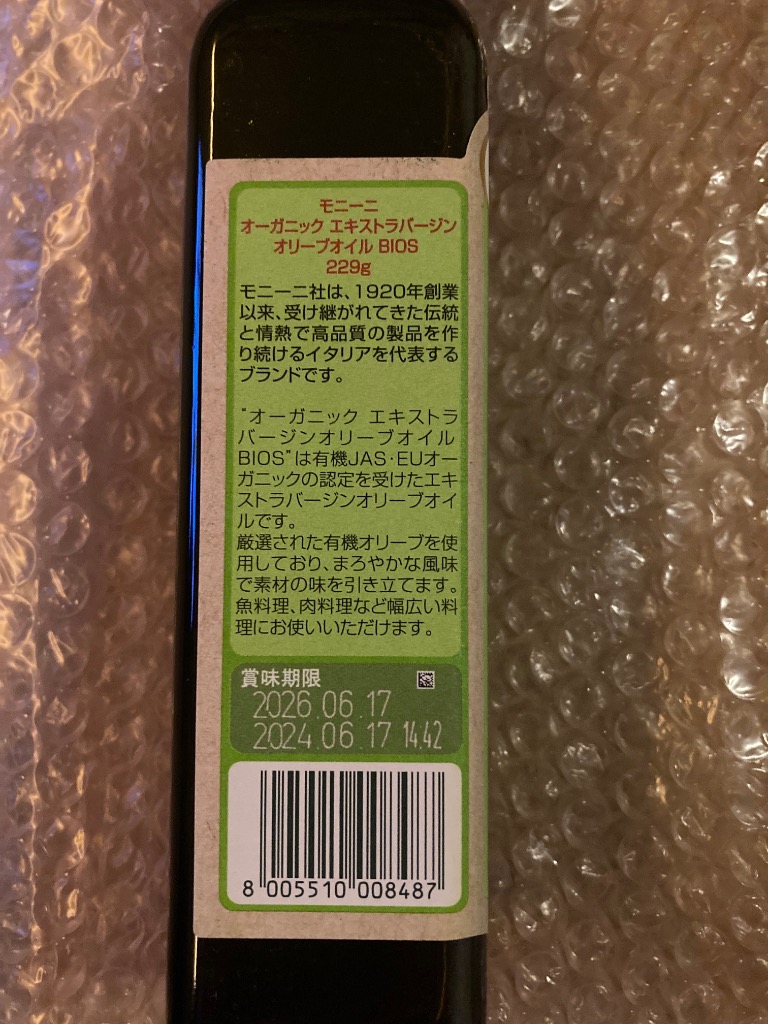 モニーニ
オーガニック エキストラバージン
オリーブオイル BIOS
229g
モニーニ社は、1920年創業
以来、受け継がれてきた伝統
と情熱で高品質の製品を作
り続けるイタリアを代表する
ブランドです。
"オーガニック エキストラ
バージンオリーブオイル
BIOS"は有機JAS・EUオー
ガニックの認定を受けたエキ
ストラバージンオリーブオイ
ルです。
厳選された有機オリーブを使
用しており、まろやかな風味
で素材の味を引き立てます。
魚料理、肉料理など幅広い料
理にお使いいただけます。
賞味期限
2026.06.17
2024.06.17 14.42
8 005510 008487